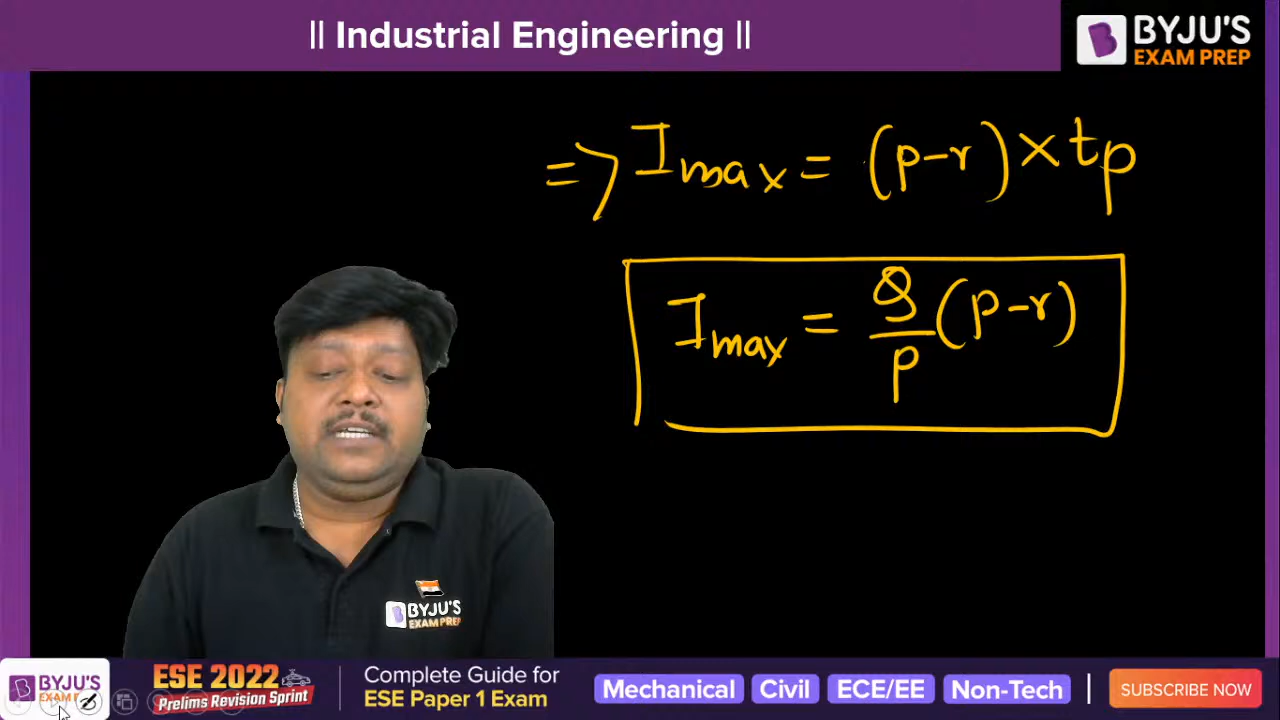 || Industrial Engineering ||
BYJU'S
EXAM PREP
=> Imax = (p-r) × tp
Imax = Q/p (p-r)
BYJU'S
EXAM PREP
BYJU'S
ESE 2022
Prelims Revision Sprint
Complete Guide for
ESE Paper 1 Exam
Mechanical
Civil
ECE/EE
Non-Tech
SUBSCRIBE NOW